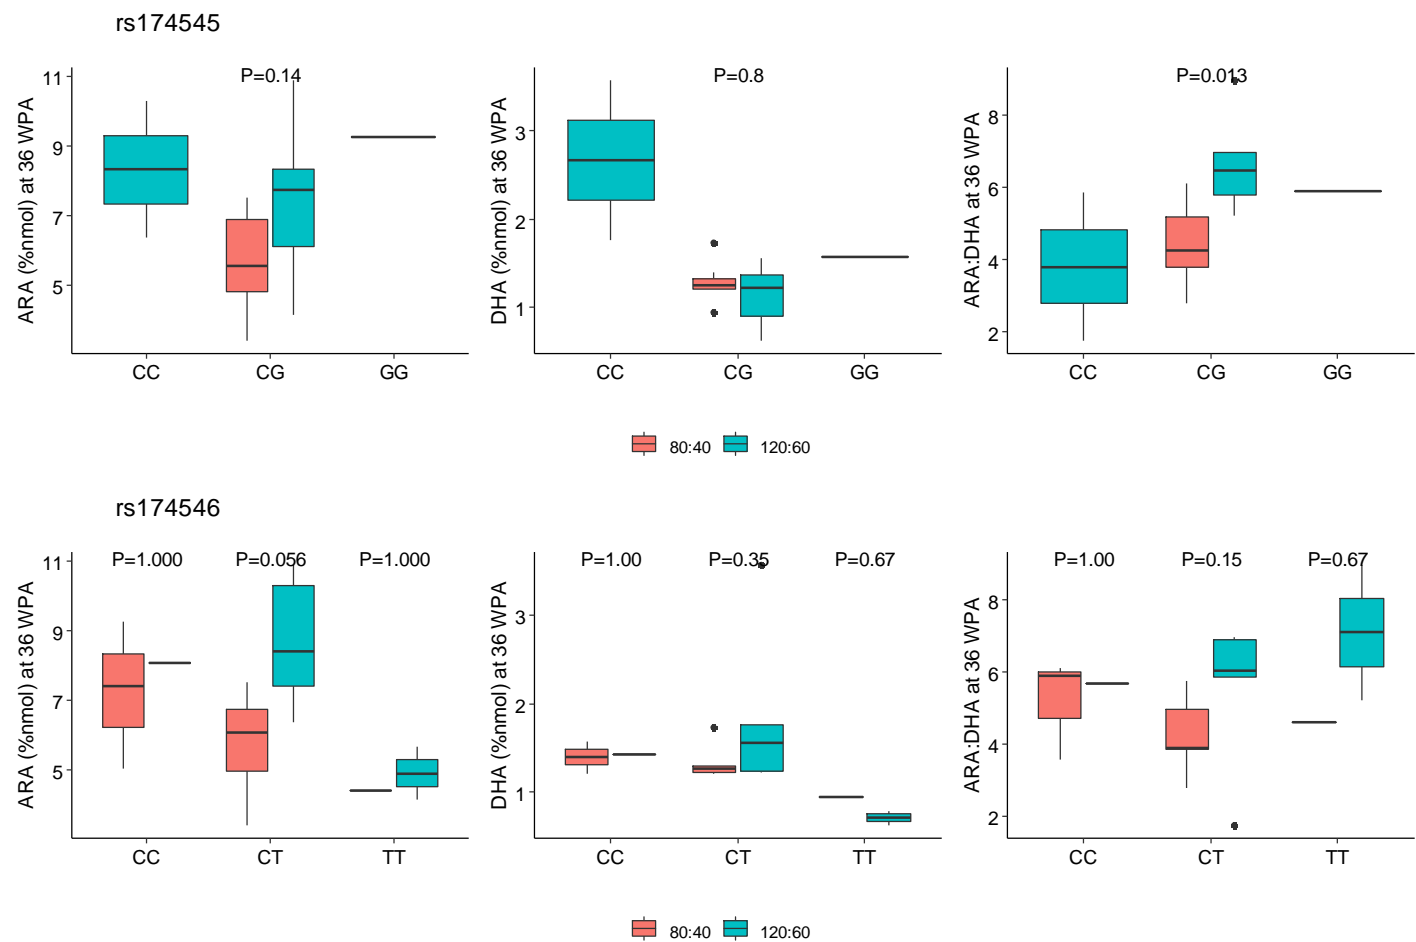 rs174545
P=0.14
P=0.8
P=0.013
ARA (%nmol) at 36 WPA
11
9
7
5
CC CG GG
DHA (%nmol) at 36 WPA
3
2
1
CC CG GG
ARA:DHA at 36 WPA
8
6
4
2
CC CG GG
80:40 120:60
rs174546
P=1.000 P=0.056 P=1.000
P=1.00 P=0.35 P=0.67
P=1.00 P=0.15 P=0.67
ARA (%nmol) at 36 WPA
11
9
7
5
CC CT TT
DHA (%nmol) at 36 WPA
3
2
1
CC CT TT
ARA:DHA at 36 WPA
8
6
4
2
CC CT TT
80:40 120:60